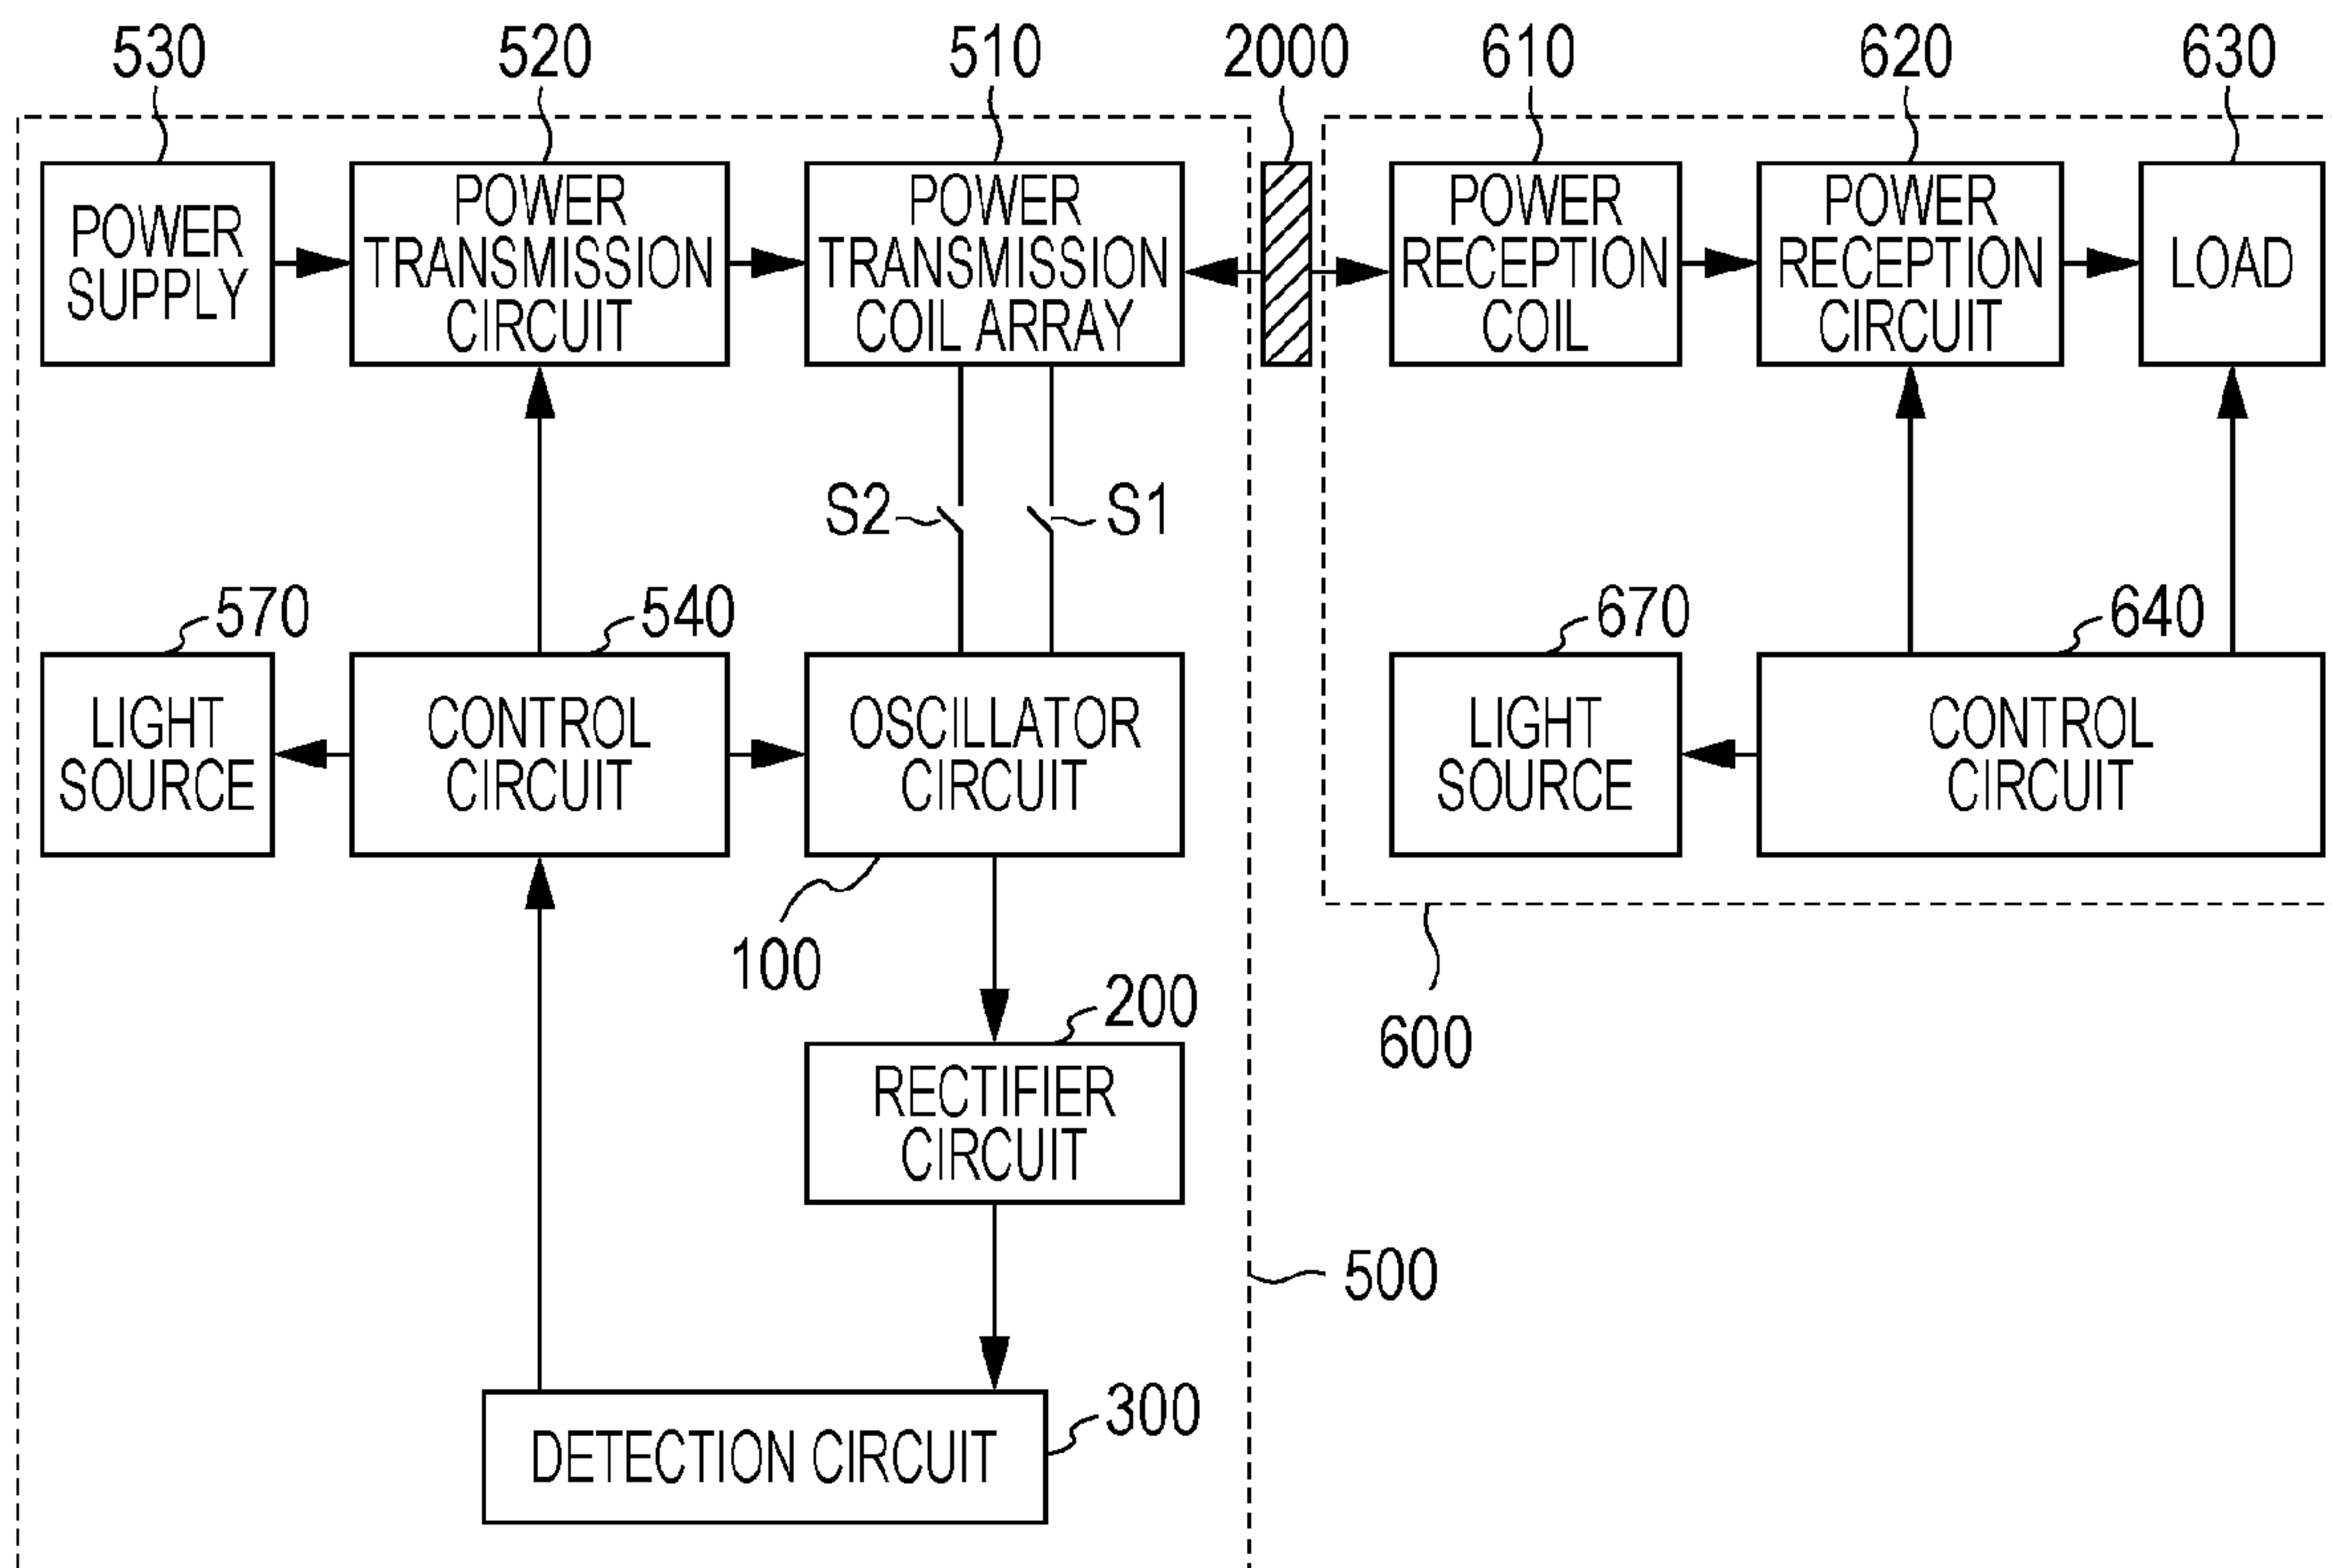 530
520
510
2000
610
620
630
POWER
SUPPLY
POWER
TRANSMISSION
CIRCUIT
POWER
TRANSMISSION
COIL ARRAY
POWER
RECEPTION
COIL
POWER
RECEPTION
CIRCUIT
LOAD
S2
S1
570
540
670
640
LIGHT
SOURCE
CONTROL
CIRCUIT
OSCILLATOR
CIRCUIT
LIGHT
SOURCE
CONTROL
CIRCUIT
100
200
600
RECTIFIER
CIRCUIT
500
300
DETECTION CIRCUIT